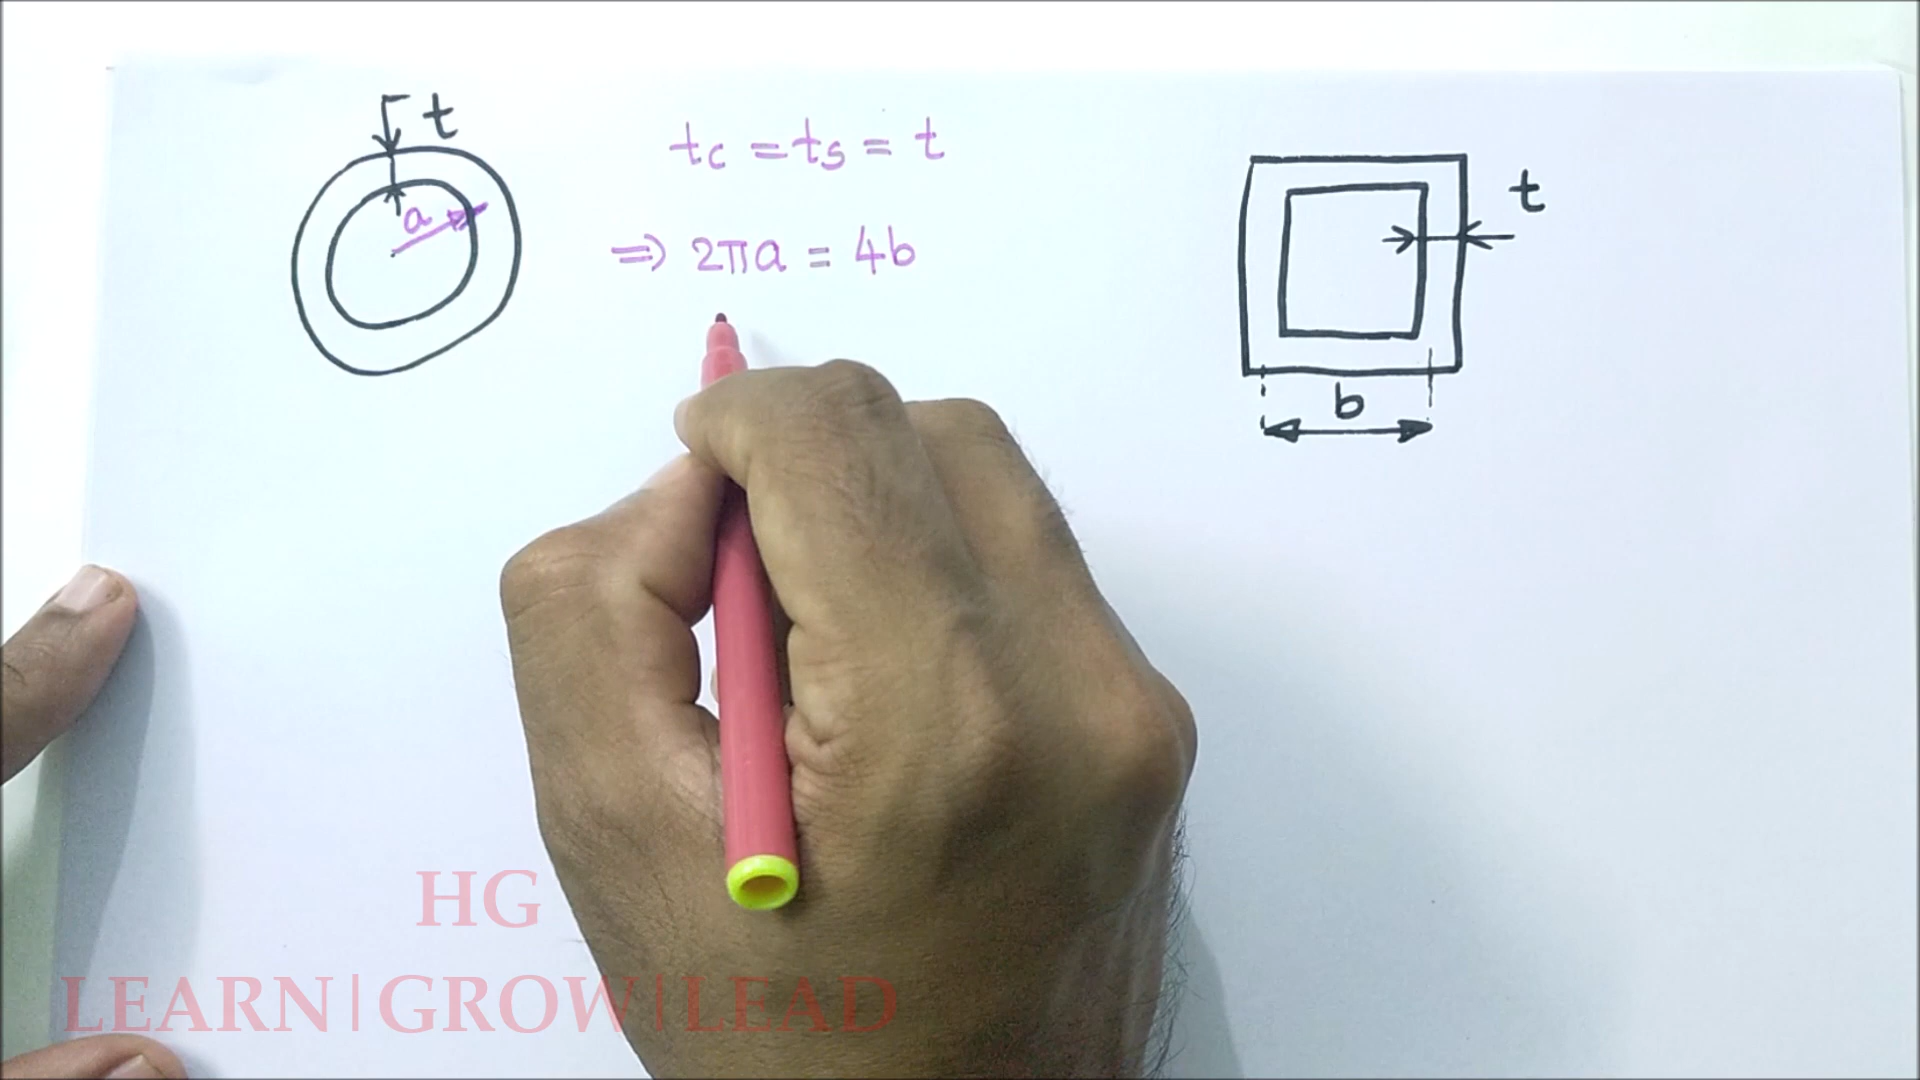 t
a
tc = ts = t
⇒ 2πa = 4b
t
b
HG
LEARN|GROW|LEAD